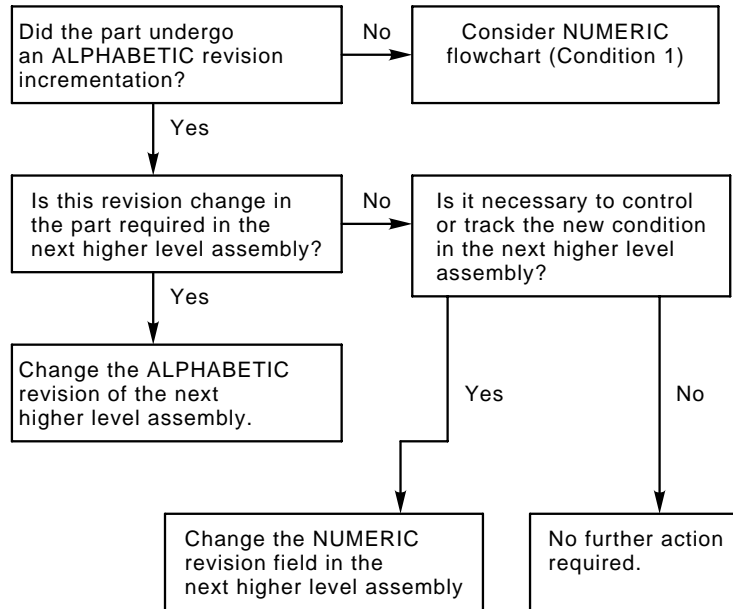 Did the part undergo
an ALPHABETIC revision
incrementation?
No
Consider NUMERIC
flowchart (Condition 1)
Yes
Is this revision change in
the part required in the
next higher level assembly?
No
Is it necessary to control
or track the new condition
in the next higher level
assembly?
Yes
Change the ALPHABETIC
revision of the next
higher level assembly.
Yes
No
Change the NUMERIC
revision field in the
next higher level assembly
No further action
required.